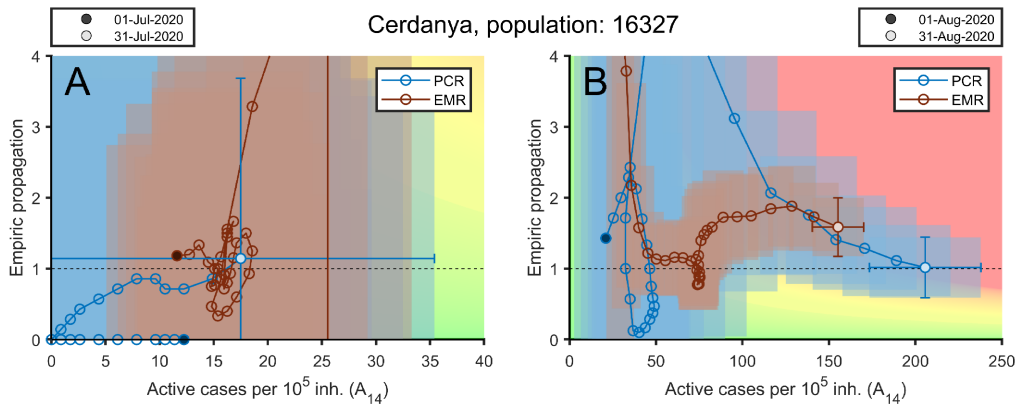 Cerdanya, population: 16327
01-Jul-2020
31-Jul-2020
01-Aug-2020
31-Aug-2020
A
PCR
EMR
Empiric propagation
4
3
2
1
0
0 5 10 15 20 25 30 35 40
Active cases per 10⁵ inh. (A₁₄)
B
PCR
EMR
Empiric propagation
4
3
2
1
0
0 50 100 150 200 250
Active cases per 10⁵ inh. (A₁₄)